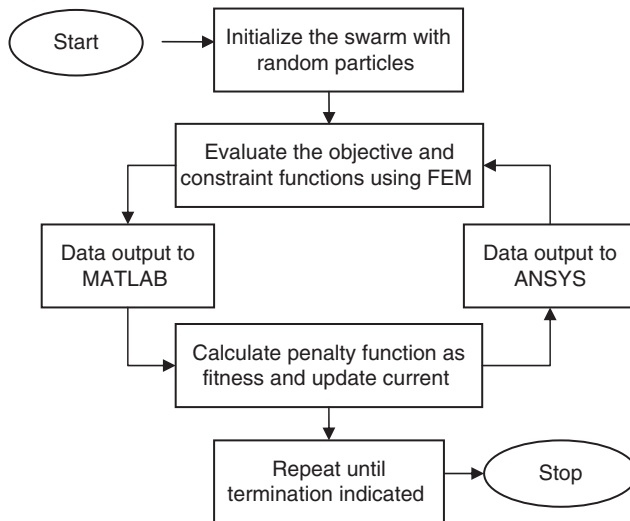 Start
Initialize the swarm with
random particles
Evaluate the objective and
constraint functions using FEM
Data output to
MATLAB
Data output to
ANSYS
Calculate penalty function as
fitness and update current
Repeat until
termination indicated
Stop